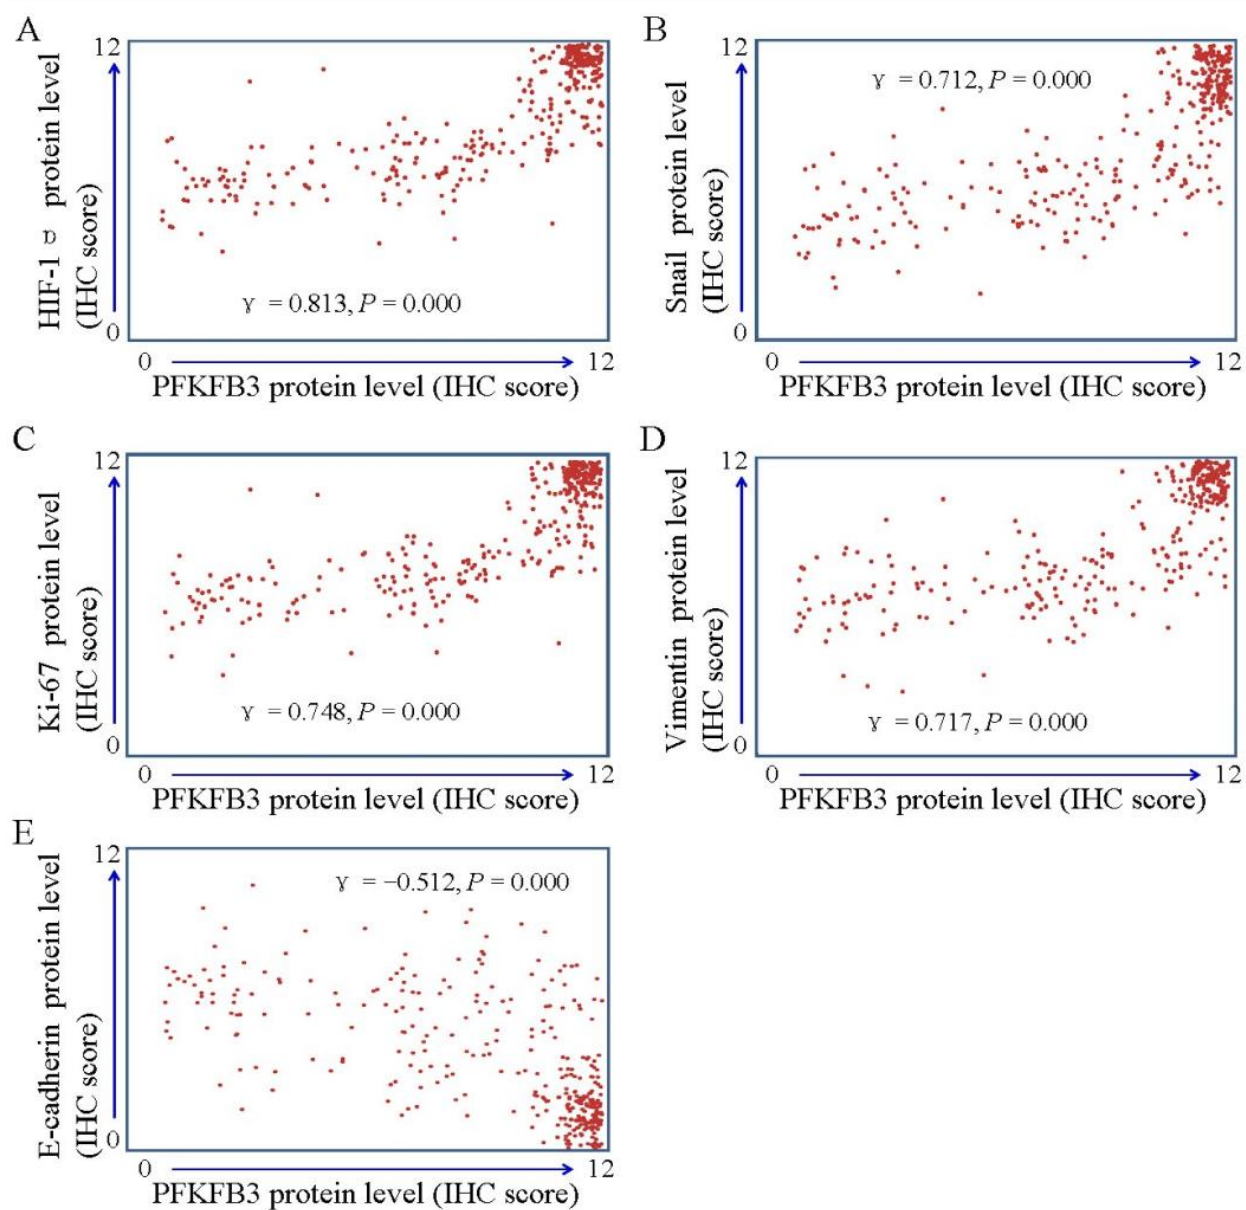 A
12
HIF-1 α protein level
(IHC score)
0
ɣ = 0.813, P = 0.000
0
12
PFKFB3 protein level (IHC score)
B
12
Snail protein level
(IHC score)
0
ɣ = 0.712, P = 0.000
0
12
PFKFB3 protein level (IHC score)
C
12
Ki-67 protein level
(IHC score)
0
ɣ = 0.748, P = 0.000
0
12
PFKFB3 protein level (IHC score)
D
12
Vimentin protein level
(IHC score)
0
ɣ = 0.717, P = 0.000
0
12
PFKFB3 protein level (IHC score)
E
12
E-cadherin protein level
(IHC score)
0
ɣ = −0.512, P = 0.000
0
12
PFKFB3 protein level (IHC score)